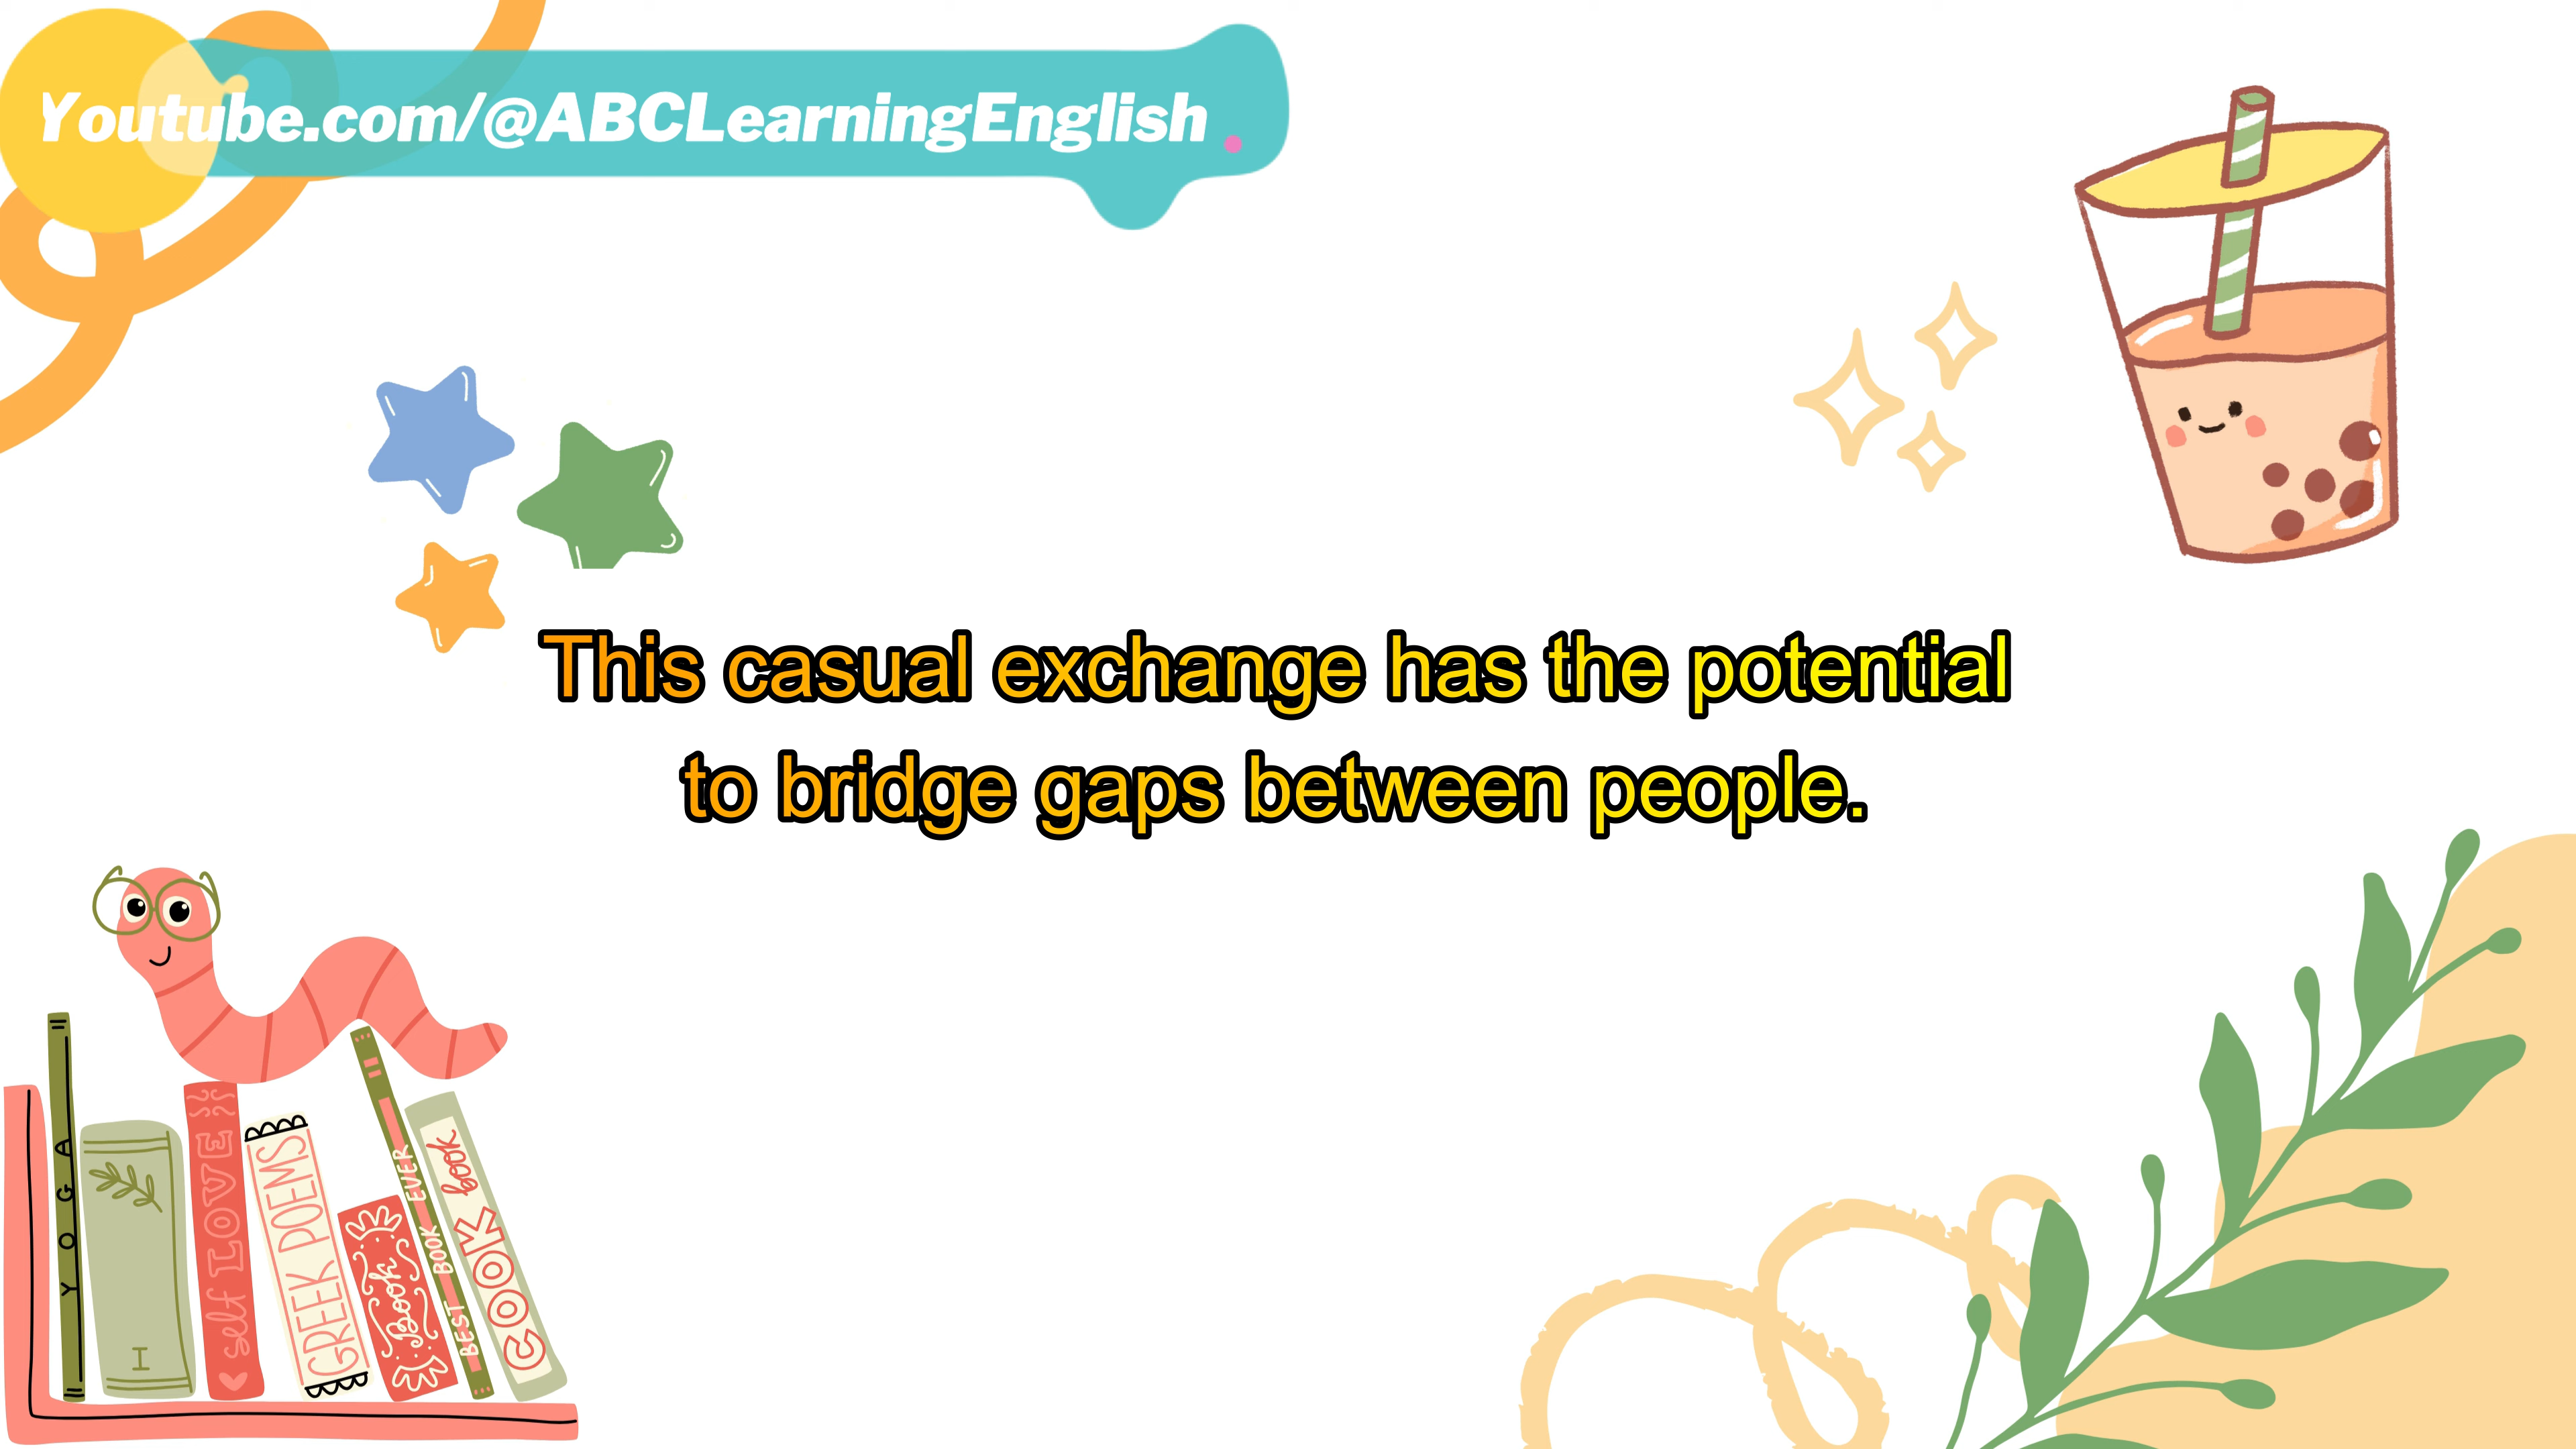 Youtube.com/@ABCLearningEnglish
This casual exchange has the potential
to bridge gaps between people.
YOGA
I
self LOVE
GREEK POEMS
Book
BEST BOOK EVER
COOK book